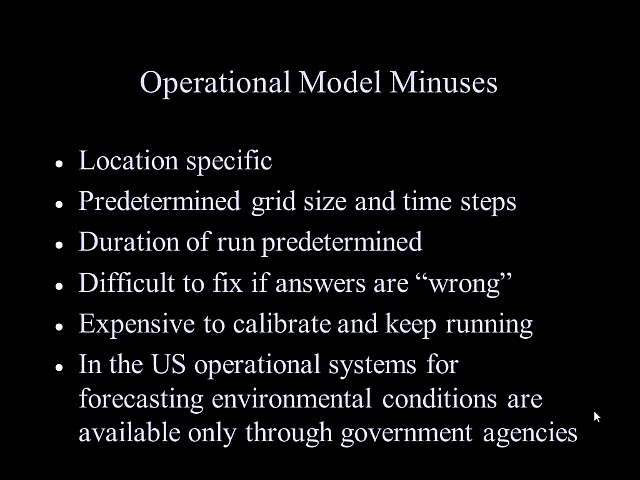 Operational Model Minuses
• Location specific
• Predetermined grid size and time steps
• Duration of run predetermined
• Difficult to fix if answers are “wrong”
• Expensive to calibrate and keep running
• In the US operational systems for
forecasting environmental conditions are
available only through government agencies